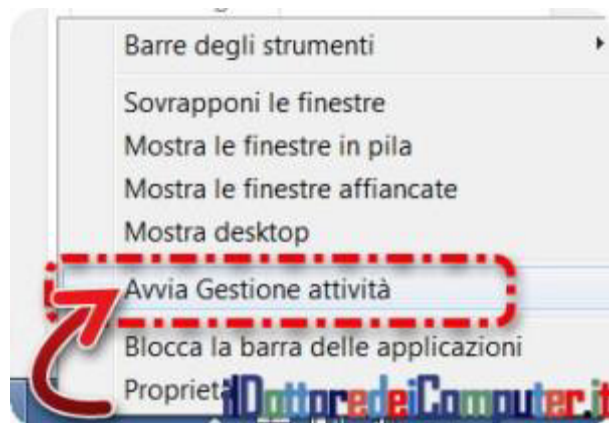 Barre degli strumenti
Sovrapponi le finestre
Mostra le finestre in pila
Mostra le finestre affiancate
Mostra desktop
Avvia Gestione attività
Blocca la barra delle applicazioni
Proprietà
ilDottoredeiComputer.it